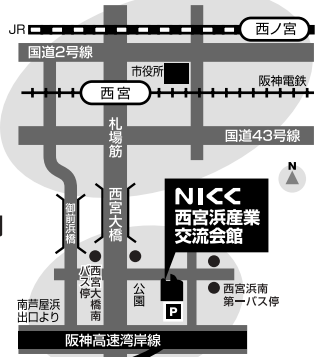 JR
西ノ宮
国道2号線
市役所
阪神電鉄
西宮
札場筋
国道43号線
N
御前浜橋
西宮大橋
NICC
西宮浜産業
交流会館
西宮大橋南
バス停
公園
西宮浜南
第一バス停
P
南芦屋浜
出口より
阪神高速湾岸線